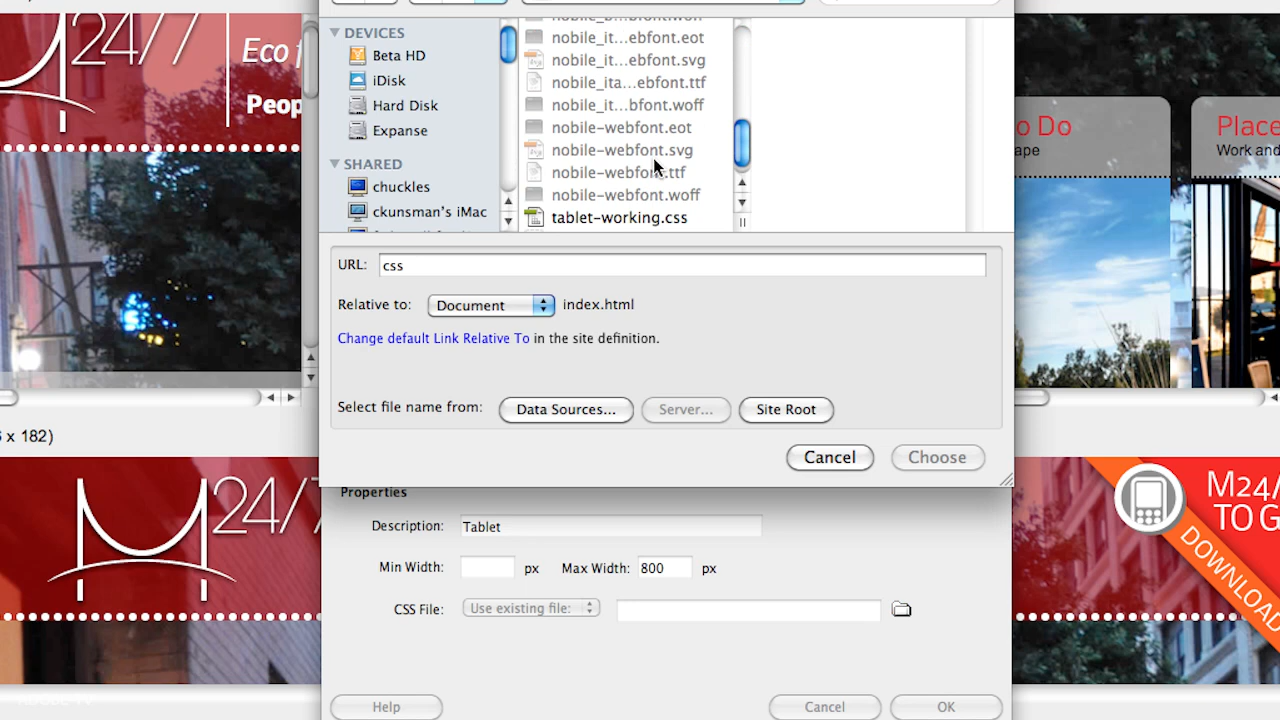 24/7
Eco f
Peop
DEVICES
Beta HD
iDisk
Hard Disk
Expanse
SHARED
chuckles
ckunsman's iMac
nobile_it...ebfont.eot
nobile_it...ebfont.svg
nobile_ita...ebfont.ttf
nobile_it...bfont.woff
nobile-webfont.eot
nobile-webfont.svg
nobile-webfont.ttf
nobile-webfont.woff
tablet-working.css
o Do
ape
Place
Work and
URL: css
Relative to: Document index.html
Change default Link Relative To in the site definition.
Select file name from: Data Sources... Server... Site Root
Cancel Choose
x 182)
24/7
Properties
Description: Tablet
Min Width: px Max Width: 800 px
CSS File: Use existing file:
Help Cancel OK
M24/
TO G
DOWNLOAD